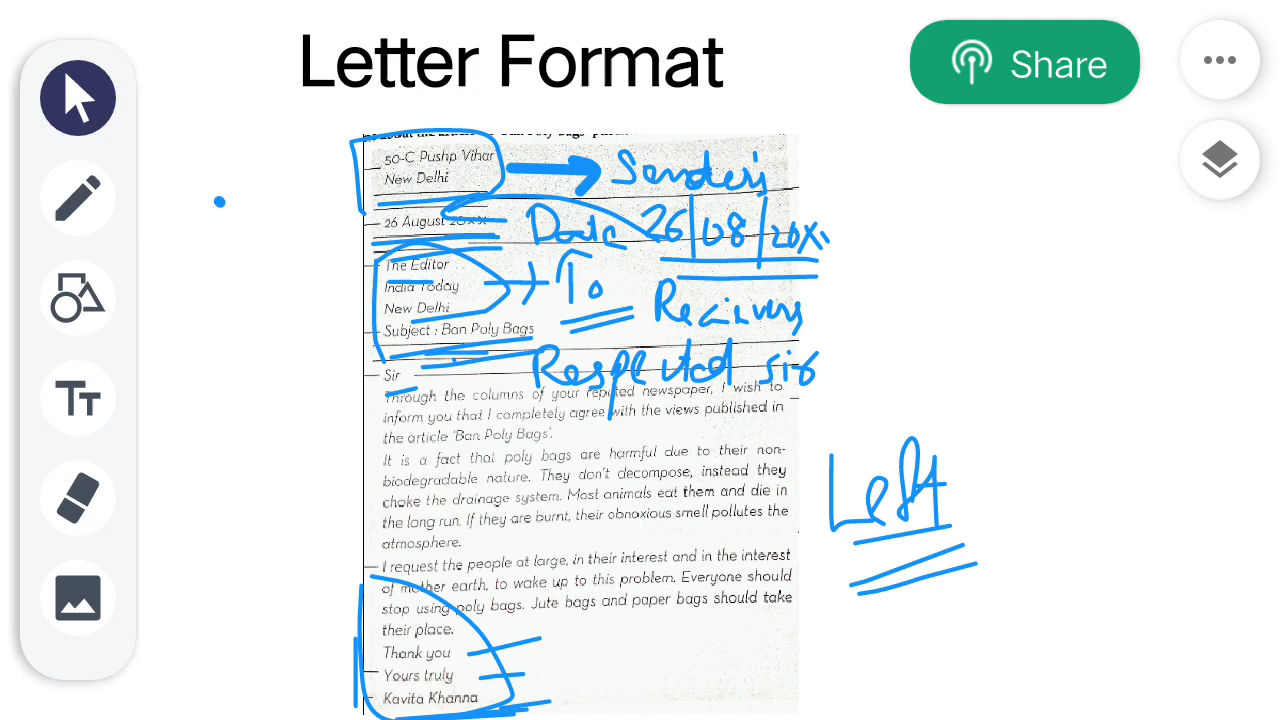 Letter Format
Share
50-C Pushp Vihar
New Delhi
Sender's
26 August 20XX
Date 26/08/20XX
The Editor
India Today
New Delhi
To
Recivers
Subject : Ban Poly Bags
Respected sir
Sir
Through the columns of your reputed newspaper, I wish to
inform you that I completely agree with the views published in
the article 'Ban Poly Bags'.
It is a fact that poly bags are harmful due to their non-
biodegradable nature. They don't decompose, instead they
choke the drainage system. Most animals eat them and die in
the long run. If they are burnt, their obnoxious smell pollutes the
atmosphere.
Left
I request the people at large, in their interest and in the interest
of mother earth, to wake up to this problem. Everyone should
stop using poly bags. Jute bags and paper bags should take
their place.
Thank you
Yours truly
Kavita Khanna
TT